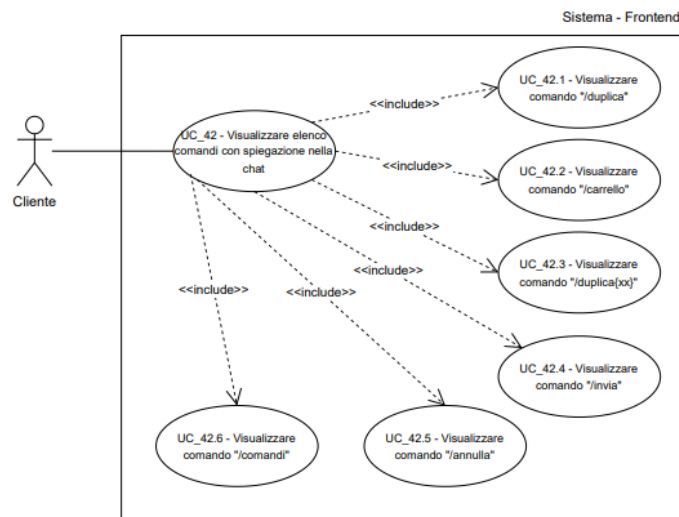 Sistema - Frontend
UC_42.1 - Visualizzare
comando "/duplica"
<<include>>
UC_42 - Visualizzare elenco
comandi con spiegazione nella
chat
<<include>>
UC_42.2 - Visualizzare
comando "/carrello"
Cliente
<<include>>
UC_42.3 - Visualizzare
comando "/duplica{xx}"
<<include>>
<<include>>
<<include>>
UC_42.4 - Visualizzare
comando "/invia"
UC_42.6 - Visualizzare
comando "/comandi"
UC_42.5 - Visualizzare
comando "/annulla"